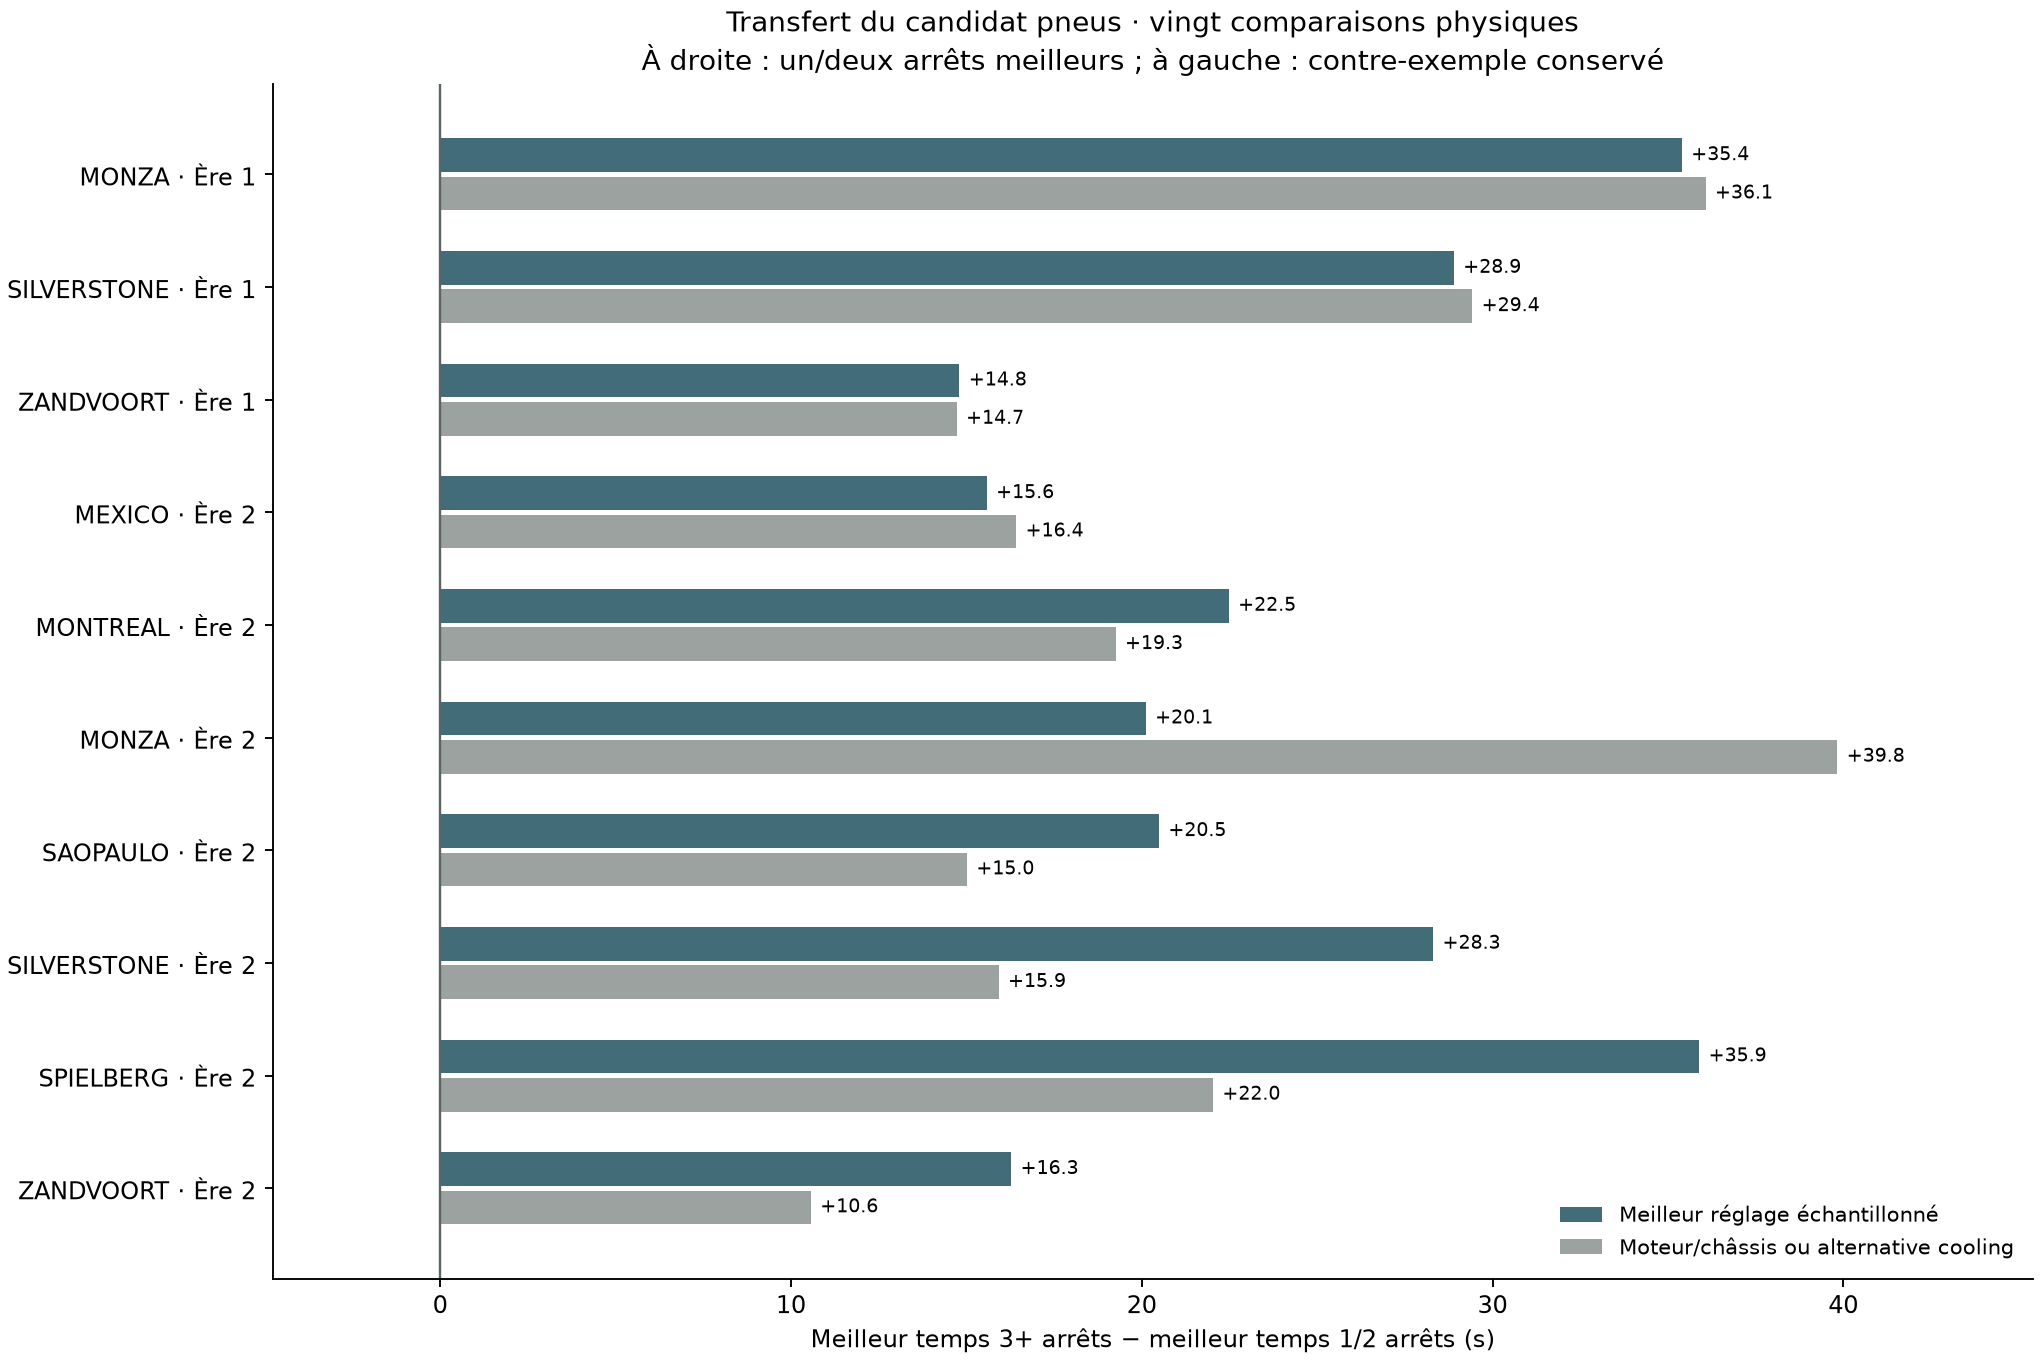 Transfert du candidat pneus · vingt comparaisons physiques
À droite : un/deux arrêts meilleurs ; à gauche : contre-exemple conservé
MONZA · Ère 1
+35.4
+36.1
SILVERSTONE · Ère 1
+28.9
+29.4
ZANDVOORT · Ère 1
+14.8
+14.7
MEXICO · Ère 2
+15.6
+16.4
MONTREAL · Ère 2
+22.5
+19.3
MONZA · Ère 2
+20.1
+39.8
SAOPAULO · Ère 2
+20.5
+15.0
SILVERSTONE · Ère 2
+28.3
+15.9
SPIELBERG · Ère 2
+35.9
+22.0
ZANDVOORT · Ère 2
+16.3
+10.6
Meilleur réglage échantillonné
Moteur/châssis ou alternative cooling
0 10 20 30 40
Meilleur temps 3+ arrêts − meilleur temps 1/2 arrêts (s)